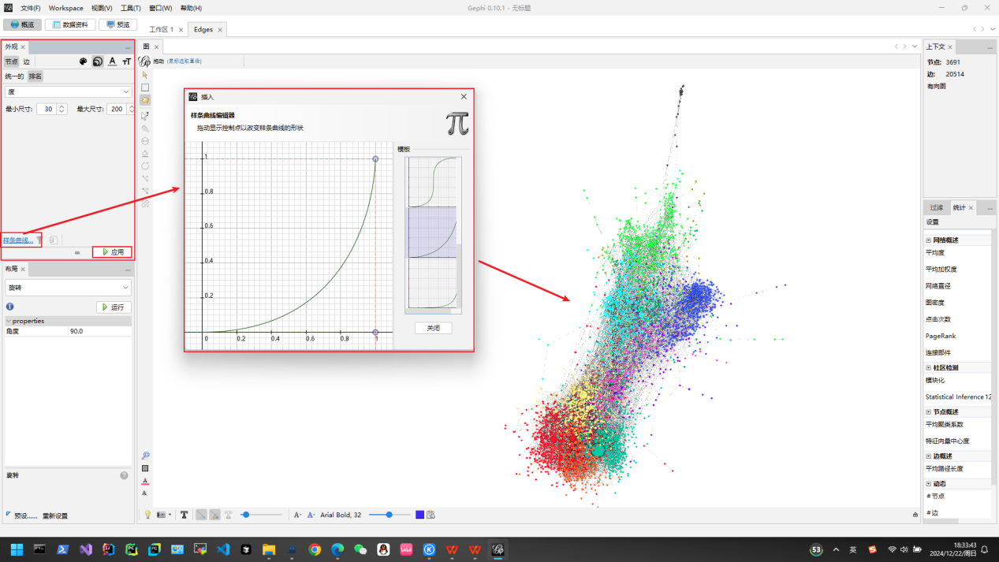 文件(F) Workspace 视图(V) 工具(T) 窗口(W) 帮助(H)
Gephi 0.10.1 - 无标题
概览 数据资料 预览
工作区 1 × Edges ×
外观 ×
节点 边
T
统一的 排名
度
最小尺寸: 30 最大尺寸: 200
样条曲线...
应用
布局 ×
旋转
运行
properties
角度 90.0
旋转
预设...... 重新设置
图 ×
拖动 (鼠标选取直径)
插入
样条曲线编辑器
拖动显示控制点以改变样条曲线的形状
π
模板
1
0.8
0.6
0.4
0.2
0 0.2 0.4 0.6 0.8 1
关闭
Arial Bold, 32
上下文 ×
节点: 3691
边: 20514
有向图
过滤 统计 ×
设置
网络概述
平均度
平均加权度
网络直径
图密度
点击次数
PageRank
连接部件
社区检测
模块化
Statistical Inference 12
节点概述
平均聚类系数
特征向量中心度
边概述
平均路径长度
动态
# 节点
# 边
53
英
18:33:43
2024/12/22/周日